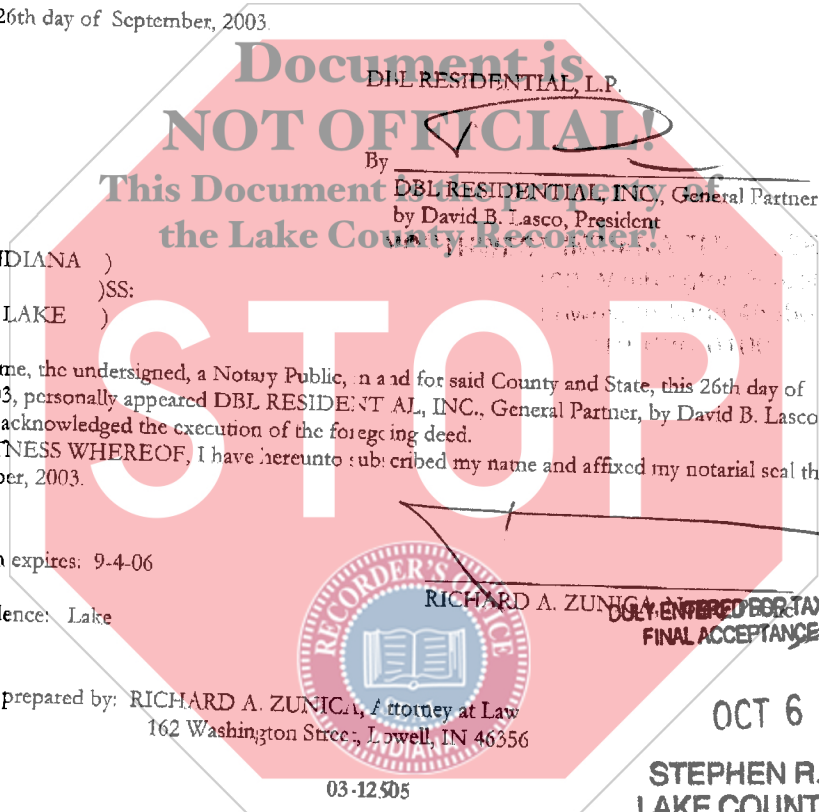 26th day of September, 2003.
Document is
NOT OFFICIAL!
This Document is the property of
the Lake County Recorder!
DBL RESIDENTIAL, L.P.
By
DBL RESIDENTIAL, INC., General Partner
by David B. Lasco, President
NDIANA )
)SS:
LAKE )
STOP
me, the undersigned, a Notary Public, in and for said County and State, this 26th day of
3, personally appeared DBL RESIDENTIAL, INC., General Partner, by David B. Lasco
acknowledged the execution of the foregoing deed.
NESS WHEREOF, I have hereunto subscribed my name and affixed my notarial seal th
ber, 2003.
n expires: 9-4-06
RICHARD A. ZUNICA,
DULY ENTERED FOR TAX
FINAL ACCEPTANCE
dence: Lake
RECORDER'S OFFICE
INDIANA
prepared by: RICHARD A. ZUNICA, Attorney at Law
162 Washington Street, Lowell, IN 46356
OCT 6
STEPHEN R.
LAKE COUNT
03-12505